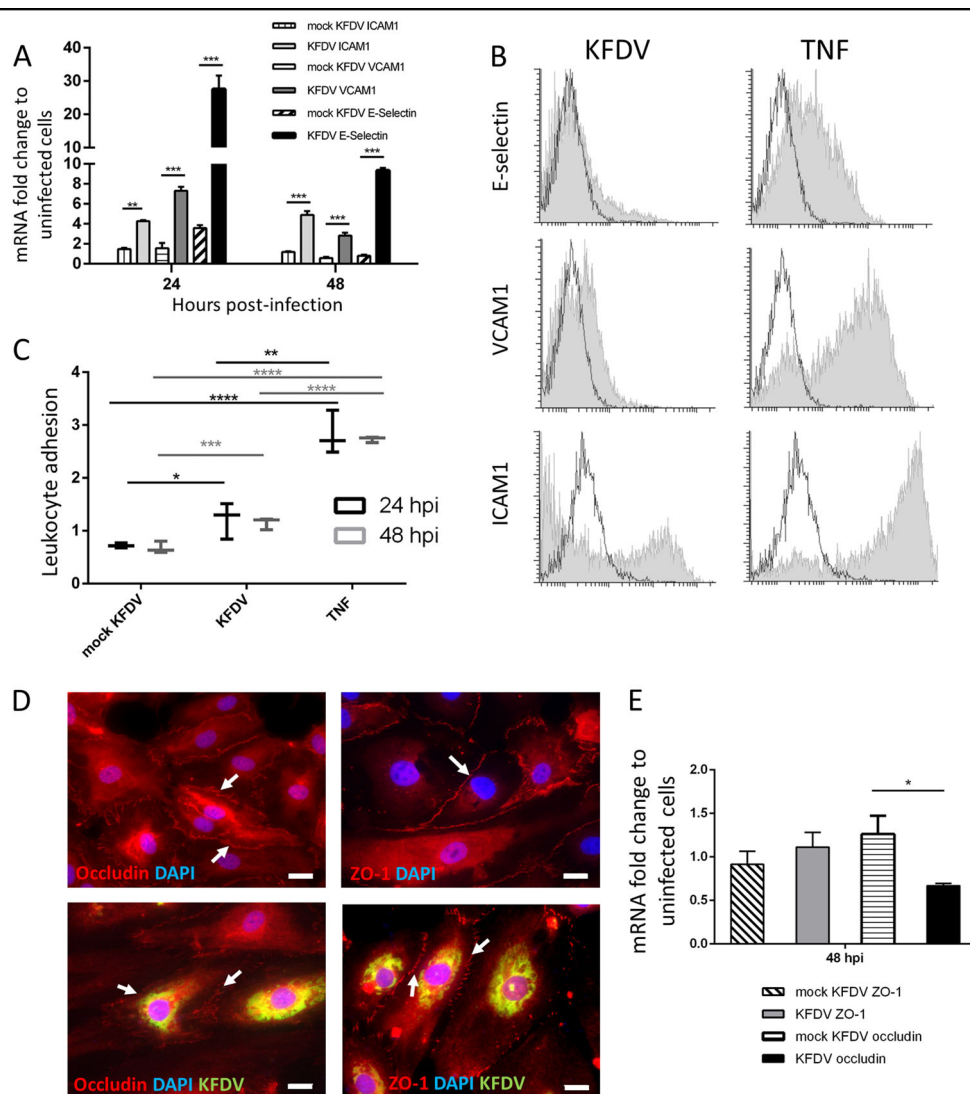 A
mRNA fold change to
uninfected cells
40
30
20
10
8
6
4
2
0
**
***
***
***
***
***
24
48
Hours post-infection
mock KFDV ICAM1
KFDV ICAM1
mock KFDV VCAM1
KFDV VCAM1
mock KFDV E-Selectin
KFDV E-Selectin
B
KFDV
TNF
E-selectin
VCAM1
ICAM1
C
Leukocyte adhesion
4
3
2
1
0
**
****
****
****
***
*
24 hpi
48 hpi
mock KFDV
KFDV
TNF
D
Occludin DAPI
ZO-1 DAPI
Occludin DAPI KFDV
ZO-1 DAPI KFDV
E
mRNA fold change to
uninfected cells
2.0
1.5
1.0
0.5
0.0
*
48 hpi
mock KFDV ZO-1
KFDV ZO-1
mock KFDV occludin
KFDV occludin